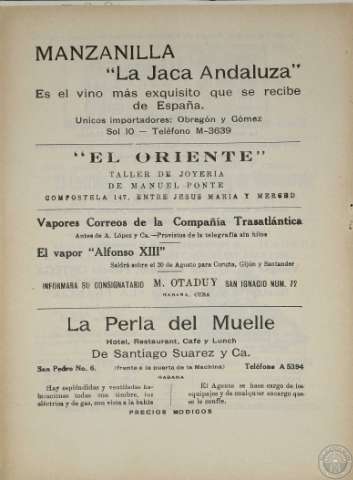 MANZANILLA
"La Jaca Andaluza"
Es el vino más exquisito que se recibe
de España.
Unicos importadores: Obregón y Gómez
Sol 10 — Teléfono M-3639
"EL ORIENTE"
TALLER DE JOYERIA
DE MANUEL PONTE
COMPOSTELA 147, ENTRE JESUS MARIA Y MERCED
Vapores Correos de la Compañía Trasatlántica
Antes de A. López y Ca.—Provistos de la telegrafía sin hilos
El vapor "Alfonso XIII"
Saldrá sobre el 20 de Agosto para Coruña, Gijón y Santander
INFORMARA SU CONSIGNATARIO M. OTADUY SAN IGNACIO NUM. 72
HABANA, CUBA
La Perla del Muelle
Hotel, Restaurant, Cafe y Lunch
De Santiago Suarez y Ca.
San Pedro No. 6. (frente a la puerta de la Machina) Teléfono A 5394
HABANA
Hay espléndidas y ventiladas ha-
bitaciones todas con timbre, luz
eléctrica y de gas, con vista a la bahía
El Agente se hace cargo de los
equipajes y de cualquier encargo que
se le confíe.
PRECIOS MODICOS